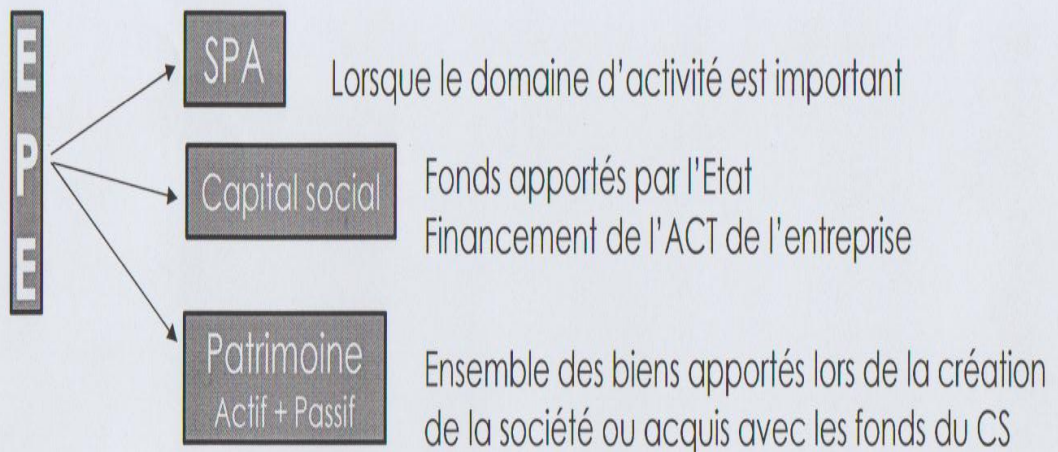 EPE
SPA
Lorsque le domaine d'activité est important
Capital social
Fonds apportés par l'Etat
Financement de l'ACT de l'entreprise
Patrimoine
Actif + Passif
Ensemble des biens apportés lors de la création
de la société ou acquis avec les fonds du CS